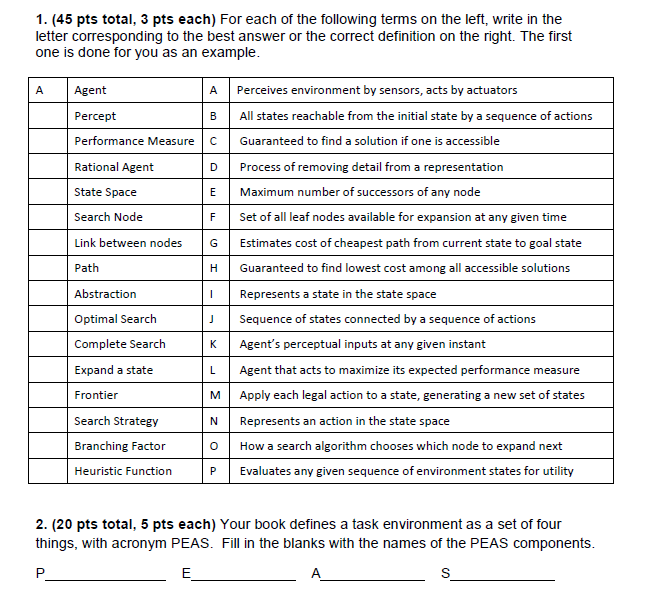 1. (45 pts total, 3 pts each) For each of the following terms on the left, write in the
letter corresponding to the best answer or the correct definition on the right. The first
one is done for you as an example.
A Agent A Perceives environment by sensors, acts by actuators
Percept B All states reachable from the initial state by a sequence of actions
Performance Measure C Guaranteed to find a solution if one is accessible
Rational Agent D Process of removing detail from a representation
State Space E Maximum number of successors of any node
Search Node F Set of all leaf nodes available for expansion at any given time
Link between nodes G Estimates cost of cheapest path from current state to goal state
Path H Guaranteed to find lowest cost among all accessible solutions
Abstraction I Represents a state in the state space
Optimal Search J Sequence of states connected by a sequence of actions
Complete Search K Agent's perceptual inputs at any given instant
Expand a state L Agent that acts to maximize its expected performance measure
Frontier M Apply each legal action to a state, generating a new set of states
Search Strategy N Represents an action in the state space
Branching Factor O How a search algorithm chooses which node to expand next
Heuristic Function P Evaluates any given sequence of environment states for utility
2. (20 pts total, 5 pts each) Your book defines a task environment as a set of four
things, with acronym PEAS. Fill in the blanks with the names of the PEAS components.
P________________ E______________ A______________ S______________